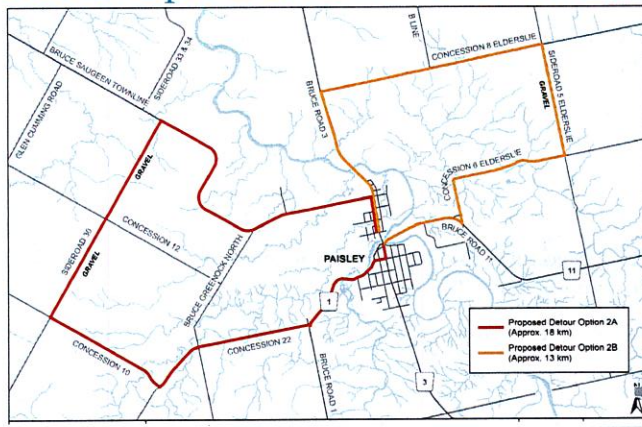 B LINE
CONCESSION 8 ELDERSLIE
SIDEROAD 33 & 34
BRUCE SAUGEEN TOWNLINE
GLEN CUMMING ROAD
BRUCE ROAD 3
SIDEROAD 5 ELDERSLIE
GRAVEL
GRAVEL
CONCESSION 6 ELDERSLIE
CONC
CONCESSION 12
SIDEROAD 30
GRAVEL
BRUCE GREENOCK NORTH
PAISLEY
BRUCE ROAD 11
11
1
CONCESSION 22
CONCESSION 10
BRUCE ROAD 1
3
Proposed Detour Option 2A
(Approx. 18 km)
Proposed Detour Option 2B
(Approx. 13 km)